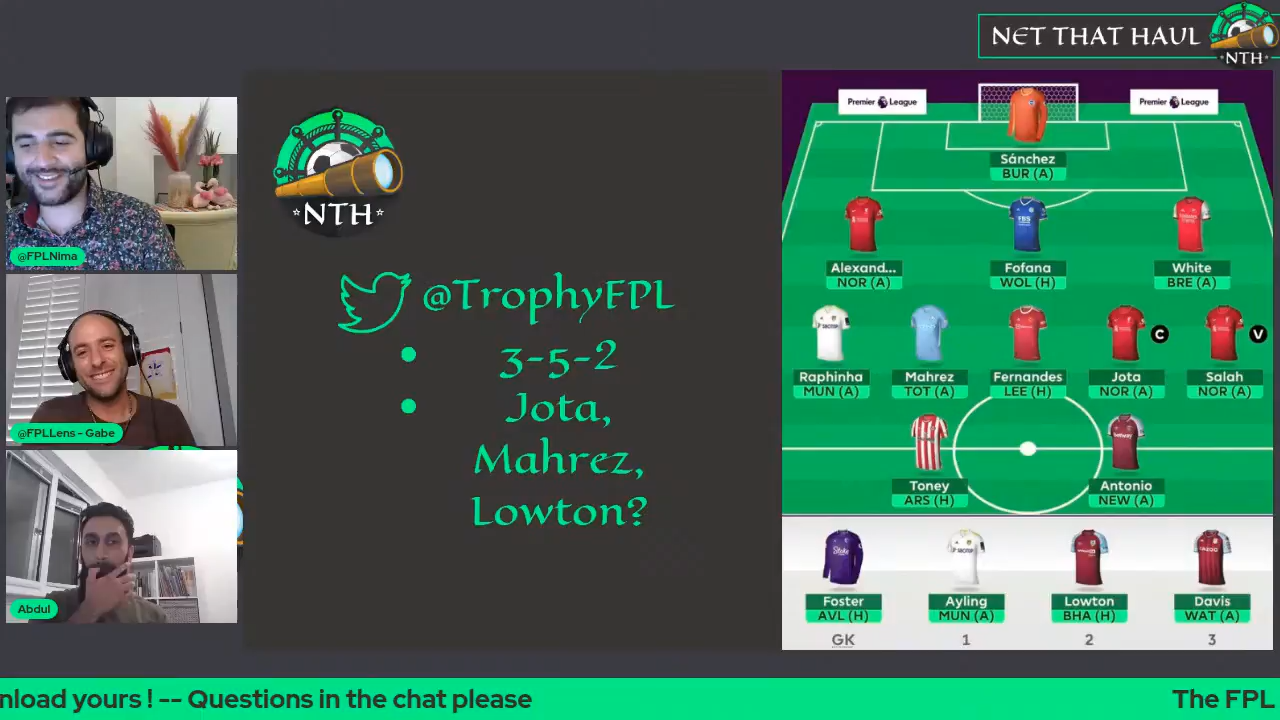 NET THAT HAUL
NTH
@FPLNima
@FPLLens - Gabe
Abdul
NTH
@TrophyFPL
3-5-2
Jota,
Mahrez,
Lowton?
Premier League
Premier League
Sánchez
BUR (A)
Alexand...
NOR (A)
Fofana
WOL (H)
White
BRE (A)
Raphinha
MUN (A)
Mahrez
TOT (A)
Fernandes
LEE (H)
Jota
NOR (A)
C
Salah
NOR (A)
V
Toney
ARS (H)
Antonio
NEW (A)
Foster
AVL (H)
GK
Ayling
MUN (A)
1
Lowton
BHA (H)
2
Davis
WAT (A)
3
nload yours ! -- Questions in the chat please
The FPL